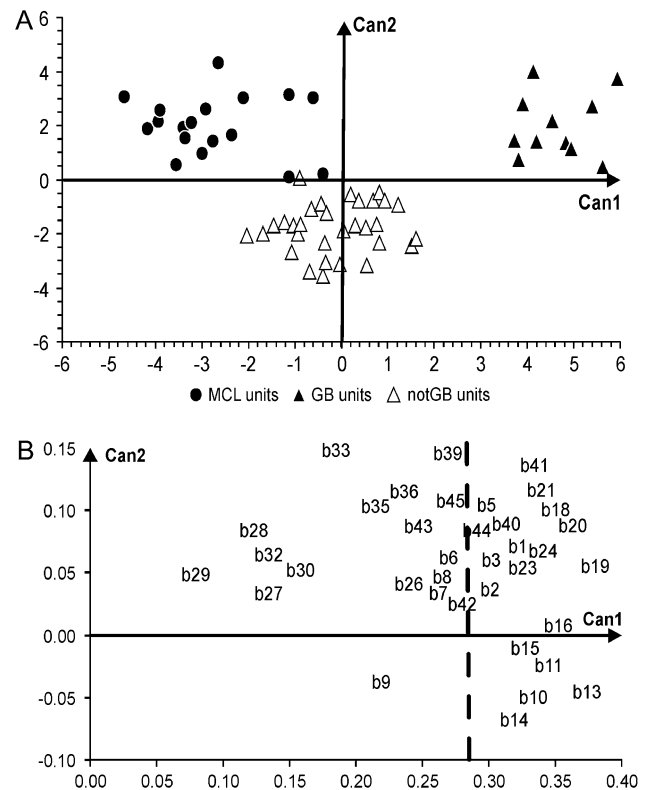 A
6
Can2
4
2
0
Can1
-2
-4
-6
-6 -5 -4 -3 -2 -1 0 1 2 3 4 5 6
MCL units GB units notGB units
B
0.15
Can2
b33 b39
b41
b36 b21
0.10
b35 b45 b5 b18
b43 b44 b40 b20
b28
b32 b6 b1 b24
b3
0.05
b29 b30 b8 b23 b19
b26
b27 b7 b2
b42
Can1
b16
0.00
b15
b11
b9
-0.05
b10 b13
b14
-0.10
0.00 0.05 0.10 0.15 0.20 0.25 0.30 0.35 0.40